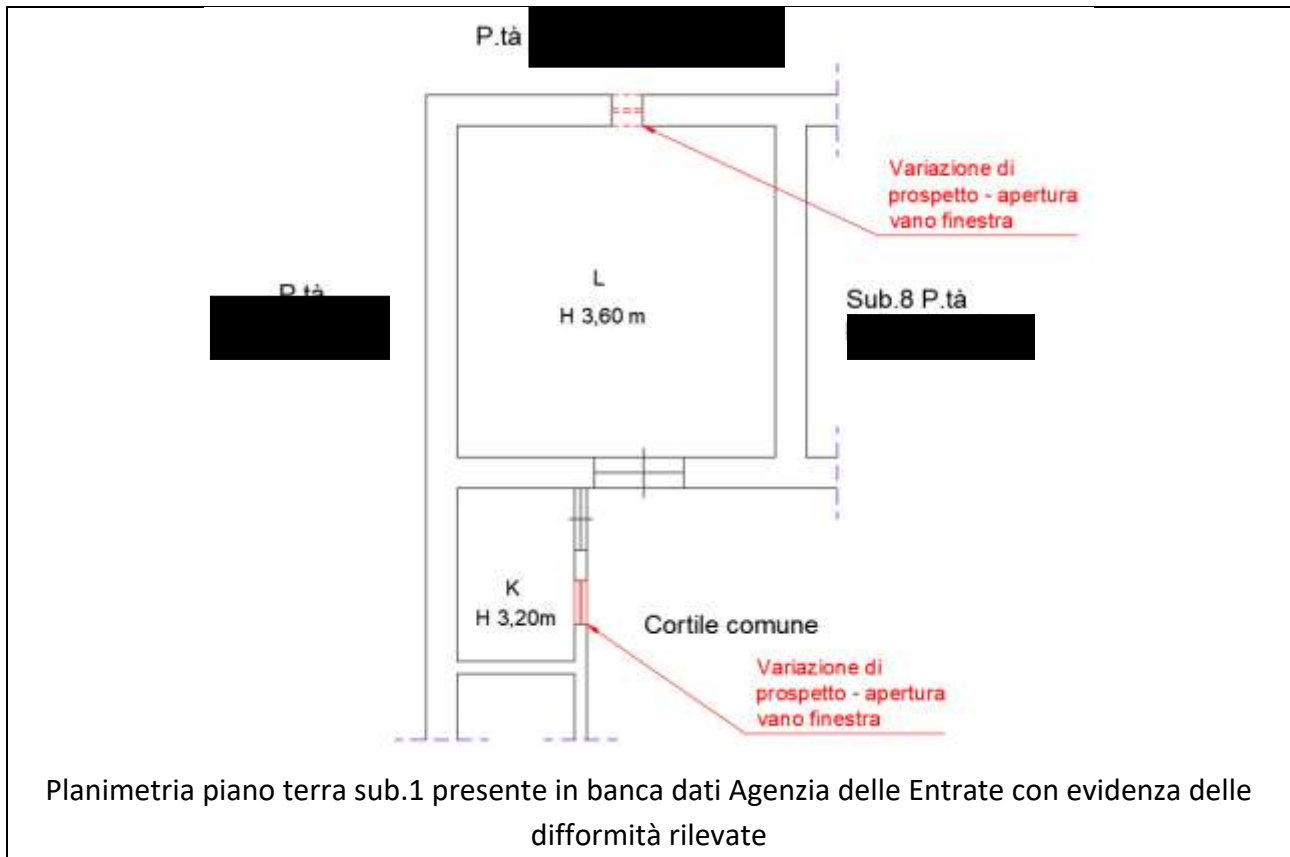 P.tà
Variazione di
prospetto - apertura
vano finestra
L
H 3,60 m
P.tà
Sub.8 P.tà
K
H 3,20m
Cortile comune
Variazione di
prospetto - apertura
vano finestra
Planimetria piano terra sub.1 presente in banca dati Agenzia delle Entrate con evidenza delle
difformità rilevate